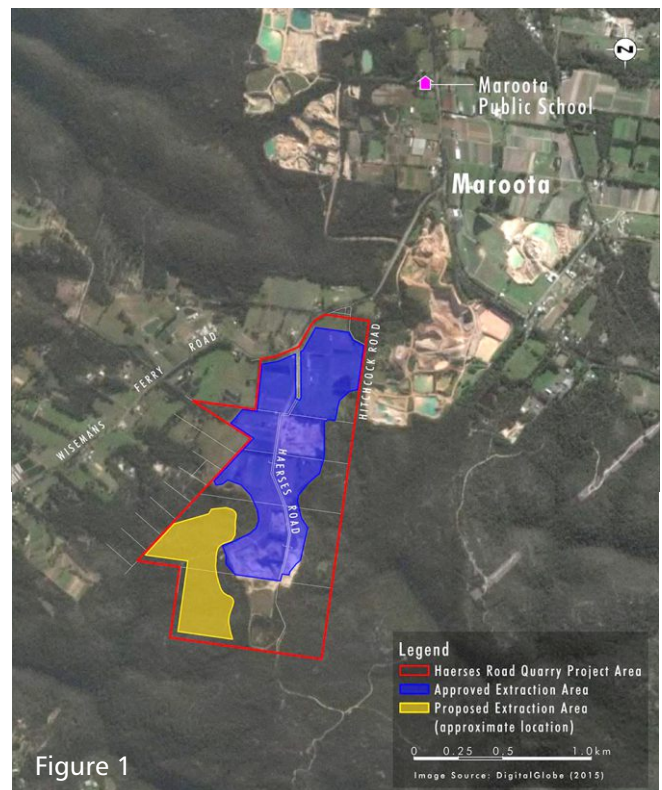 N
Maroota
Public School
Maroota
HITCHCOCK ROAD
WISEMANS FERRY ROAD
HAERSES ROAD
Legend
Haerses Road Quarry Project Area
Approved Extraction Area
Proposed Extraction Area
(approximate location)
0 0.25 0.5 1.0km
Image Source: DigitalGlobe (2015)
Figure 1